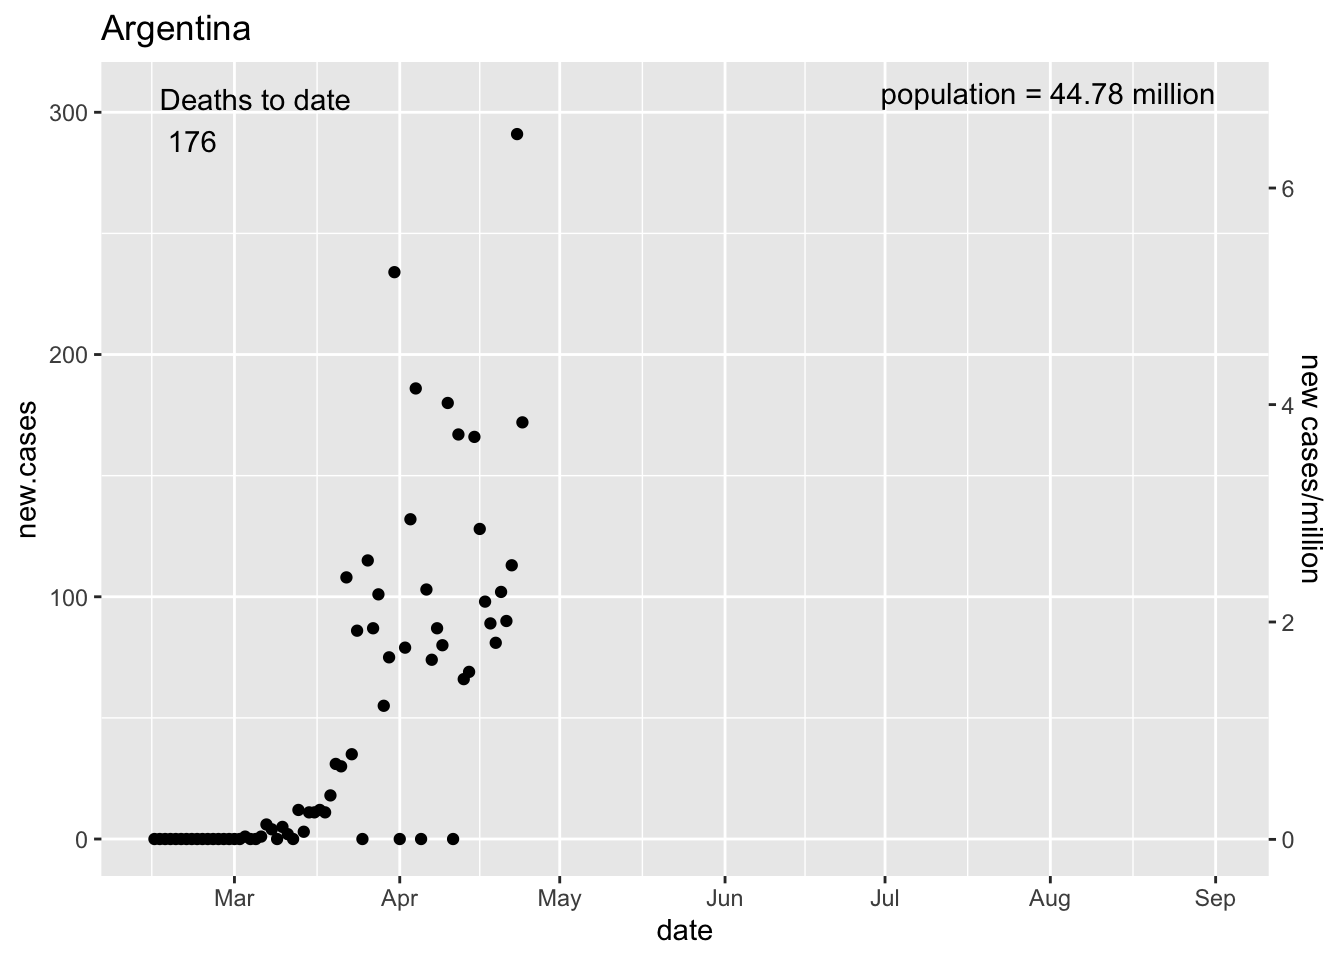 Argentina
Deaths to date
176
population = 44.78 million
300
200
100
0
new.cases
6
4
2
0
new cases/million
Mar Apr May Jun Jul Aug Sep
date